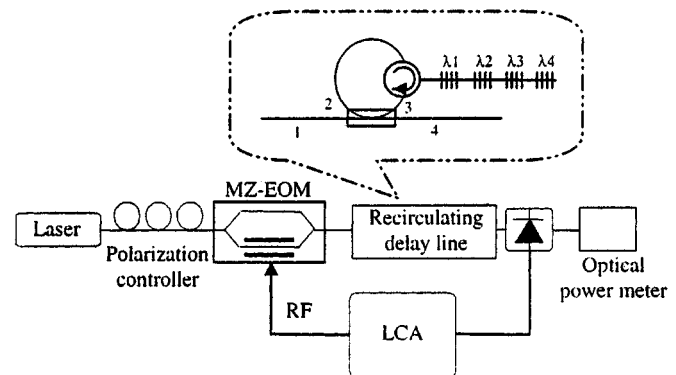 λ1 λ2 λ3 λ4
2 3
1 4
MZ-EOM
Laser
Polarization
controller
Recirculating
delay line
Optical
power meter
RF
LCA